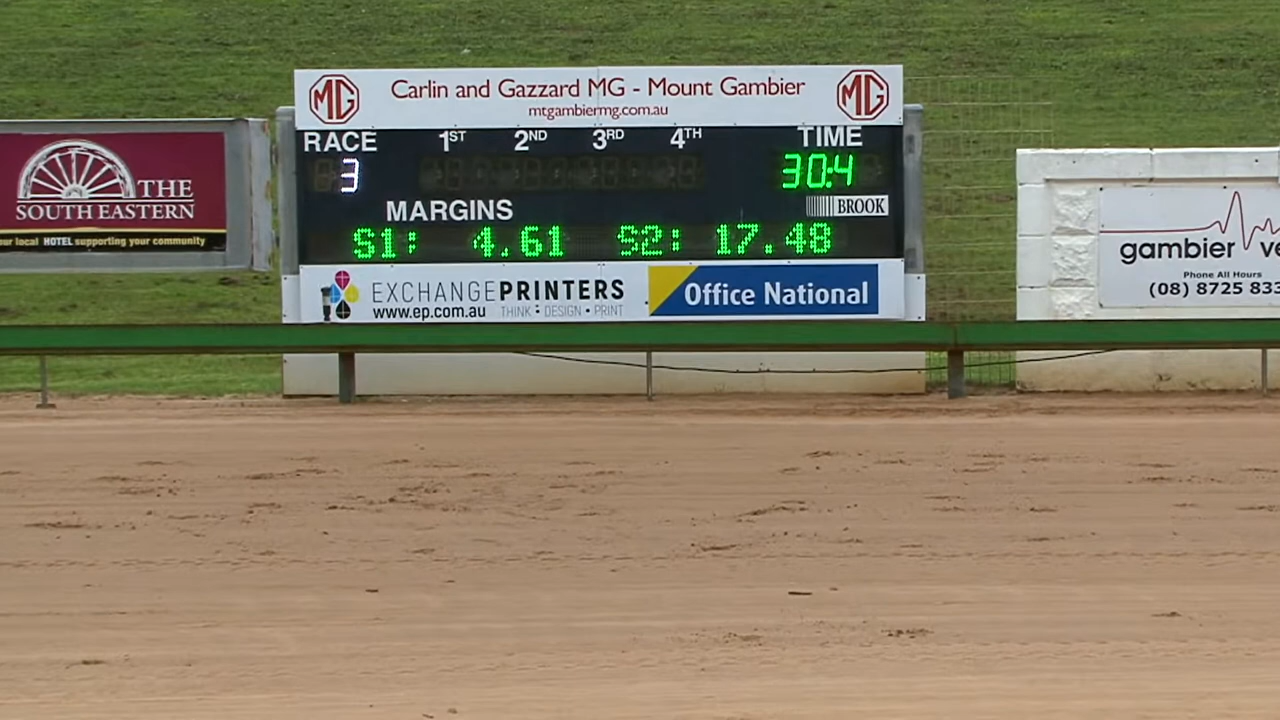 MG Carlin and Gazzard MG - Mount Gambier MG
mtgambiermg.com.au
RACE 1ST 2ND 3RD 4TH TIME
3 30:4
MARGINS BROOK
S1: 4.61 S2: 17.48
EXCHANGEPRINTERS
www.ep.com.au THINK : DESIGN • PRINT
Office National
THE
SOUTH EASTERN
our local HOTEL supporting your community
gambier ve
Phone All Hours
(08) 8725 833